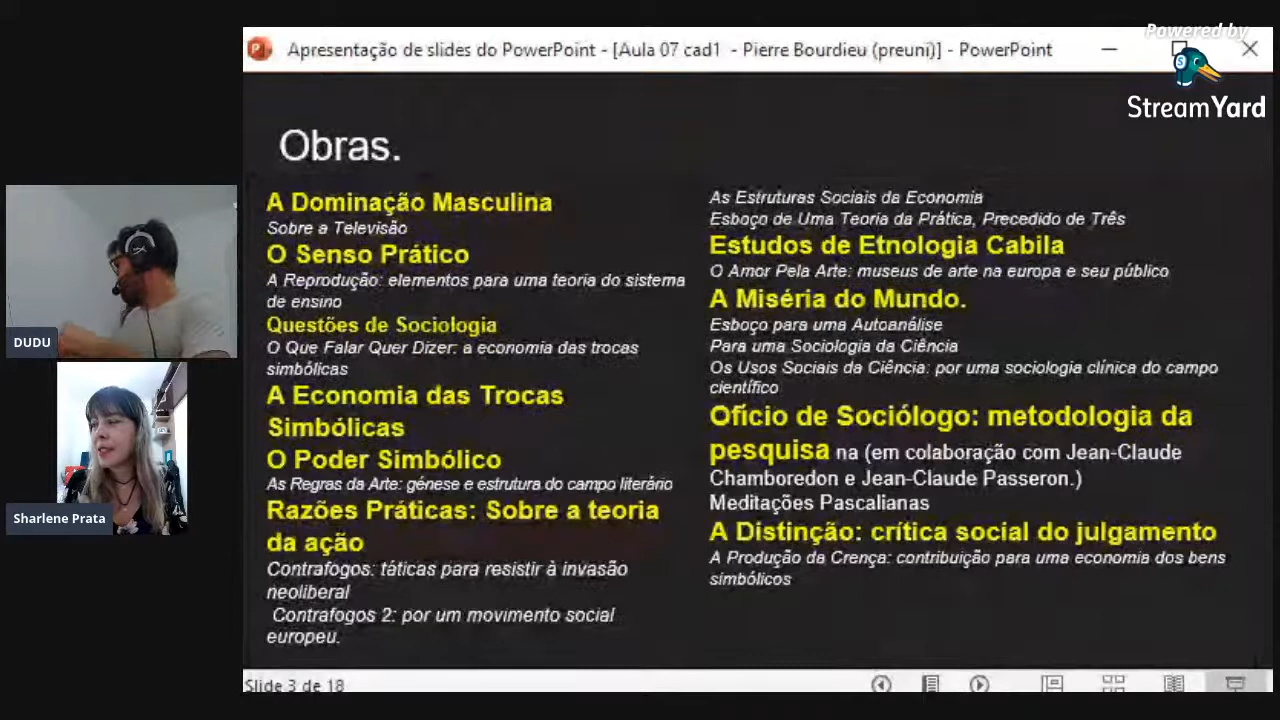 Powered by
StreamYard
Apresentação de slides do PowerPoint - [Aula 07 cad1 - Pierre Bourdieu (preuni)] - PowerPoint
Obras.
A Dominação Masculina
Sobre a Televisão
O Senso Prático
A Reprodução: elementos para uma teoria do sistema
de ensino
Questões de Sociologia
O Que Falar Quer Dizer: a economia das trocas
simbólicas
A Economia das Trocas
Simbólicas
O Poder Simbólico
As Regras da Arte: génese e estrutura do campo literário
Razões Práticas: Sobre a teoria
da ação
Contrafogos: táticas para resistir à invasão
neoliberal
Contrafogos 2: por um movimento social
europeu.
As Estruturas Sociais da Economia
Esboço de Uma Teoria da Prática, Precedido de Três
Estudos de Etnologia Cabila
O Amor Pela Arte: museus de arte na europa e seu público
A Miséria do Mundo.
Esboço para uma Autoanálise
Para uma Sociologia da Ciência
Os Usos Sociais da Ciência: por uma sociologia clínica do campo
científico
Ofício de Sociólogo: metodologia da
pesquisa na (em colaboração com Jean-Claude
Chamboredon e Jean-Claude Passeron.)
Meditações Pascalianas
A Distinção: crítica social do julgamento
A Produção da Crença: contribuição para uma economia dos bens
simbólicos
DUDU
Sharlene Prata
Slide 3 de 18